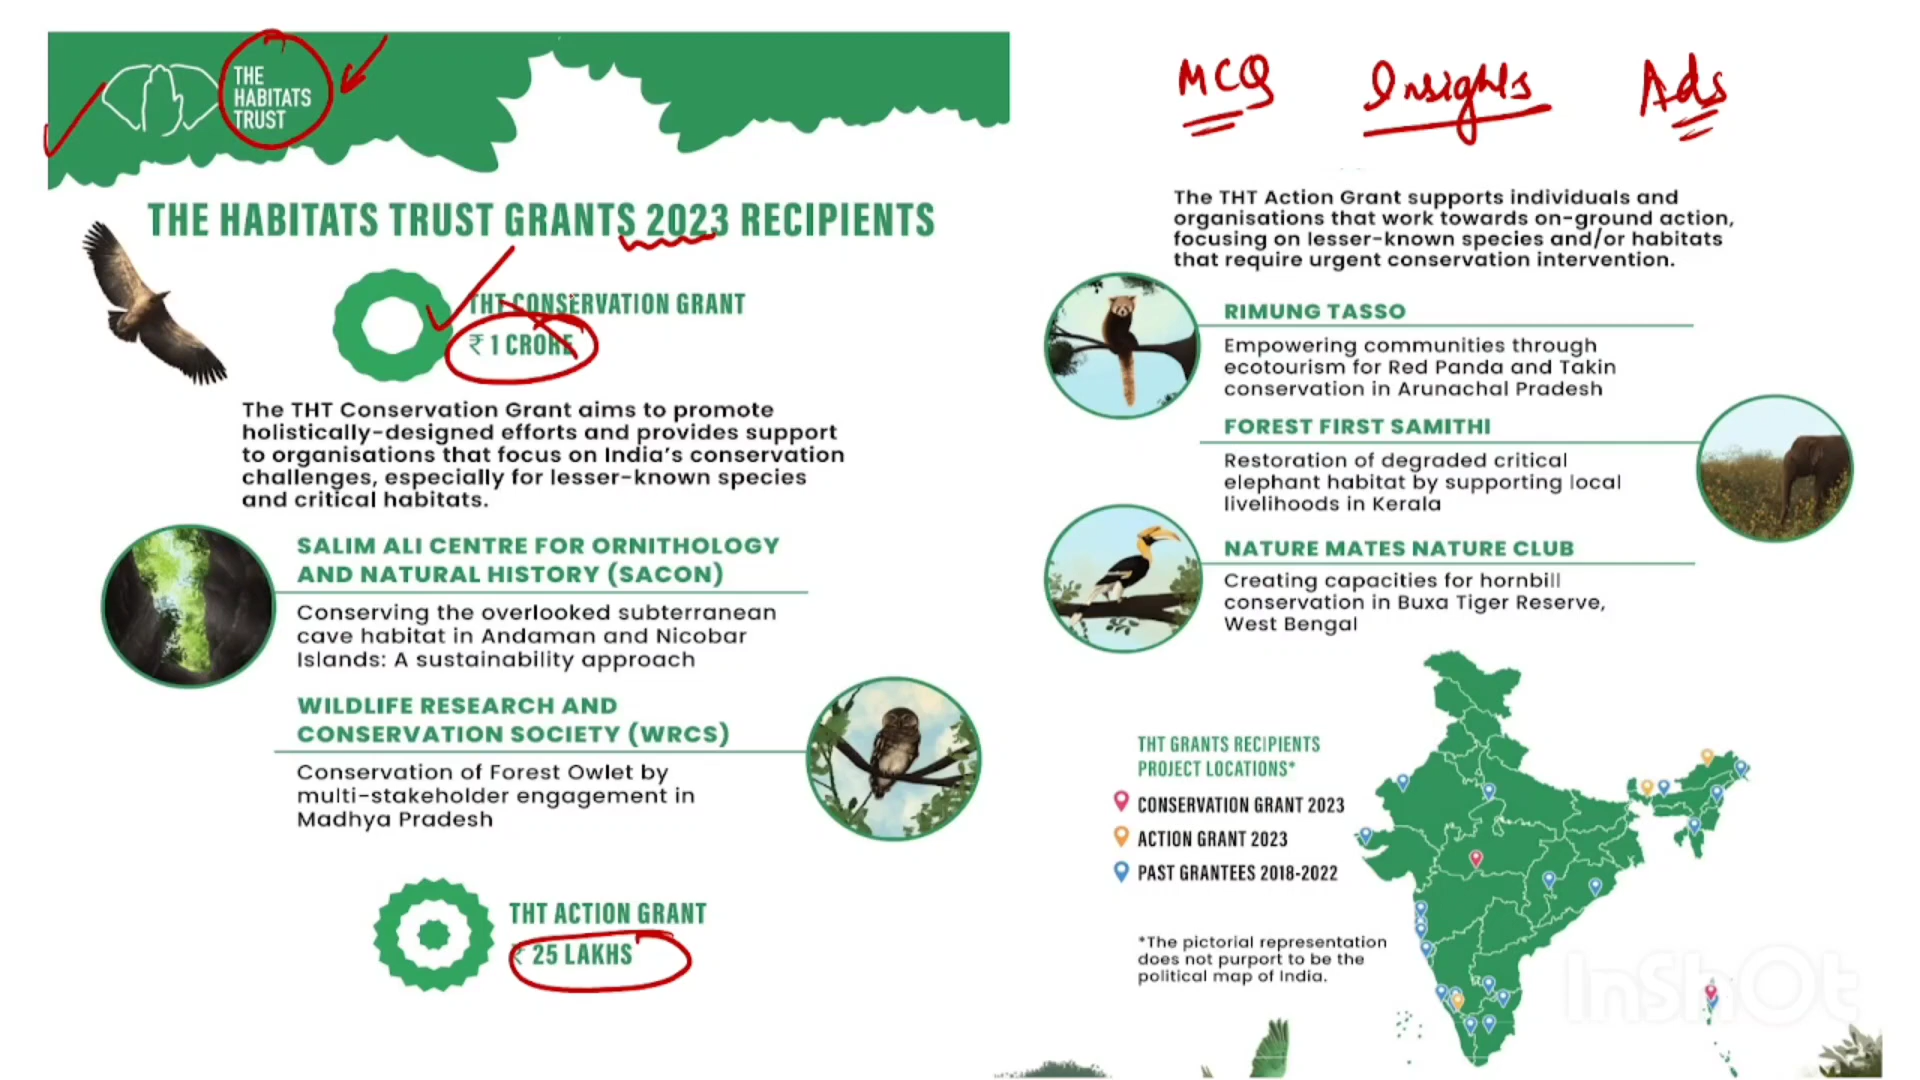 THE
HABITATS
TRUST
THE HABITATS TRUST GRANTS 2023 RECIPIENTS
THT CONSERVATION GRANT
₹ 1 CRORE
The THT Conservation Grant aims to promote
holistically-designed efforts and provides support
to organisations that focus on India's conservation
challenges, especially for lesser-known species
and critical habitats.
SALIM ALI CENTRE FOR ORNITHOLOGY
AND NATURAL HISTORY (SACON)
Conserving the overlooked subterranean
cave habitat in Andaman and Nicobar
Islands: A sustainability approach
WILDLIFE RESEARCH AND
CONSERVATION SOCIETY (WRCS)
Conservation of Forest Owlet by
multi-stakeholder engagement in
Madhya Pradesh
THT ACTION GRANT
₹ 25 LAKHS
MCQ Insights Ads
The THT Action Grant supports individuals and
organisations that work towards on-ground action,
focusing on lesser-known species and/or habitats
that require urgent conservation intervention.
RIMUNG TASSO
Empowering communities through
ecotourism for Red Panda and Takin
conservation in Arunachal Pradesh
FOREST FIRST SAMITHI
Restoration of degraded critical
elephant habitat by supporting local
livelihoods in Kerala
NATURE MATES NATURE CLUB
Creating capacities for hornbill
conservation in Buxa Tiger Reserve,
West Bengal
THT GRANTS RECIPIENTS
PROJECT LOCATIONS*
CONSERVATION GRANT 2023
ACTION GRANT 2023
PAST GRANTEES 2018-2022
*The pictorial representation
does not purport to be the
political map of India.
InShOt